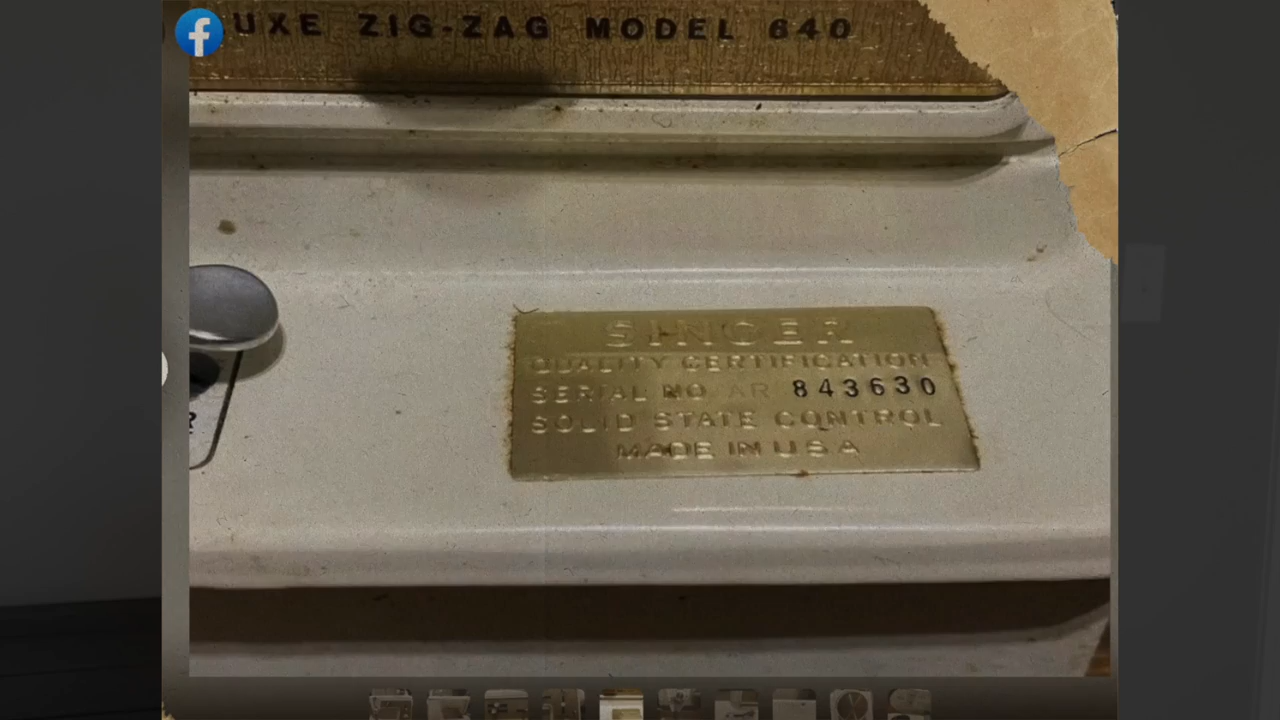 UXE ZIG-ZAG MODEL 640
SINGER
QUALITY CERTIFICATION
SERIAL NO AR 843630
SOLID STATE CONTROL
MADE IN U S A
R